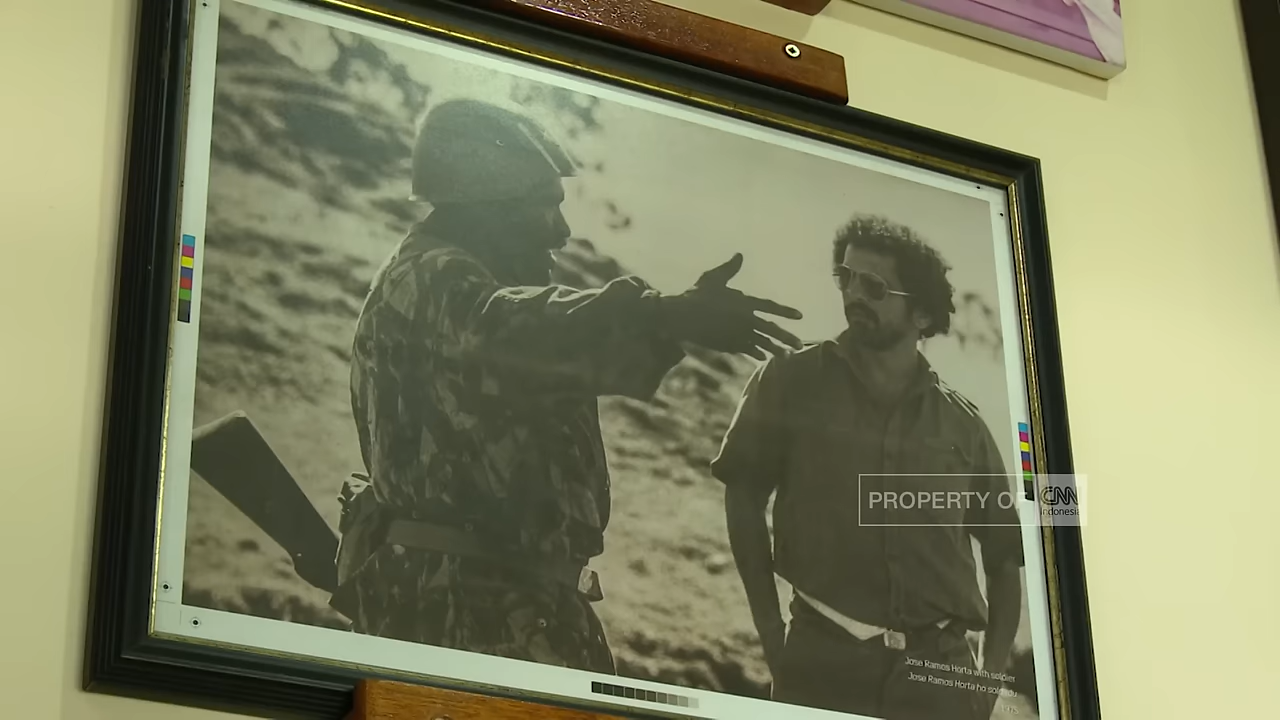 PROPERTY OF CNN
Indonesia
Jose Ramos Horta with soldier
Jose Ramos Horta ho soldadu